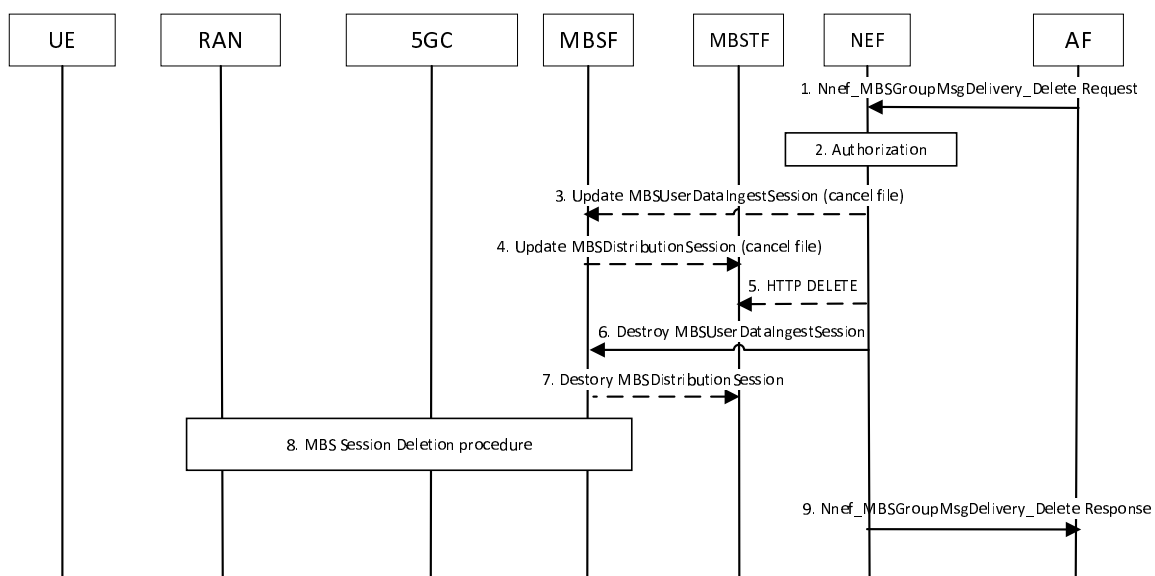 UE
RAN
5GC
MBSF
MBSTF
NEF
AF
1. Nnef_MBSGroupMsgDelivery_Delete Request
2. Authorization
3. Update MBSUserDataIngestSession (cancel file)
4. Update MBSDistributionSession (cancel file)
5. HTTP DELETE
6. Destroy MBSUserDataIngestSession
7. Destory MBSDistributionSession
8. MBS Session Deletion procedure
9. Nnef_MBSGroupMsgDelivery_Delete Response